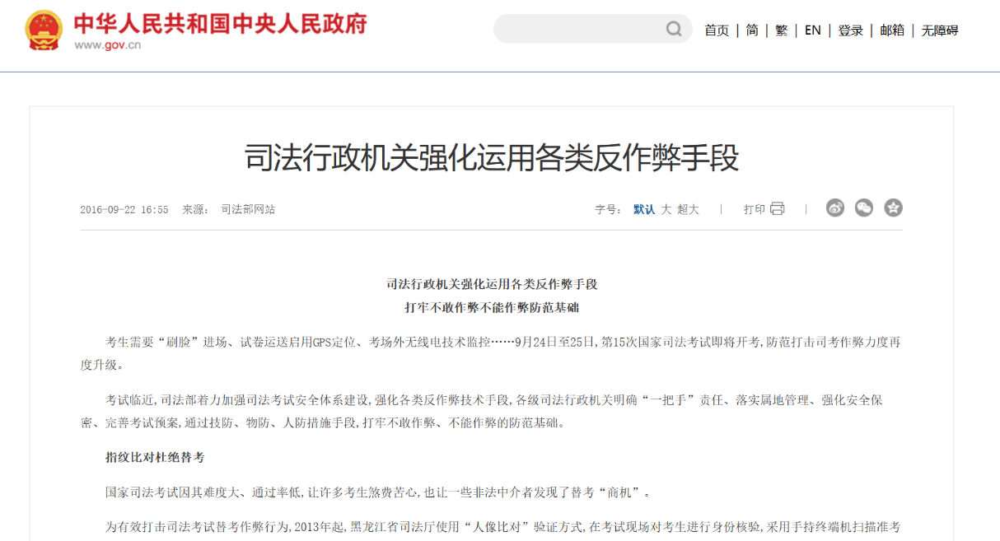 中华人民共和国中央人民政府
www.gov.cn
首页 | 简 | 繁 | EN | 登录 | 邮箱 | 无障碍
司法行政机关强化运用各类反作弊手段
2016-09-22 16:55 来源： 司法部网站 字号： 默认 大 超大 | 打印 |
司法行政机关强化运用各类反作弊手段
打牢不敢作弊不能作弊防范基础
考生需要“刷脸”进场、试卷运送启用GPS定位、考场外无线电技术监控……9月24日至25日,第15次国家司法考试即将开考,防范打击司考作弊力度再
度升级。
考试临近,司法部着力加强司法考试安全体系建设,强化各类反作弊技术手段,各级司法行政机关明确“一把手”责任、落实属地管理、强化安全保
密、完善考试预案,通过技防、物防、人防措施手段,打牢不敢作弊、不能作弊的防范基础。
指纹比对杜绝替考
国家司法考试因其难度大、通过率低,让许多考生煞费苦心,也让一些非法中介者发现了替考“商机”。
为有效打击司法考试替考作弊行为,2013年起,黑龙江省司法厅使用“人像比对”验证方式,在考试现场对考生进行身份核验,采用手持终端机扫描准考